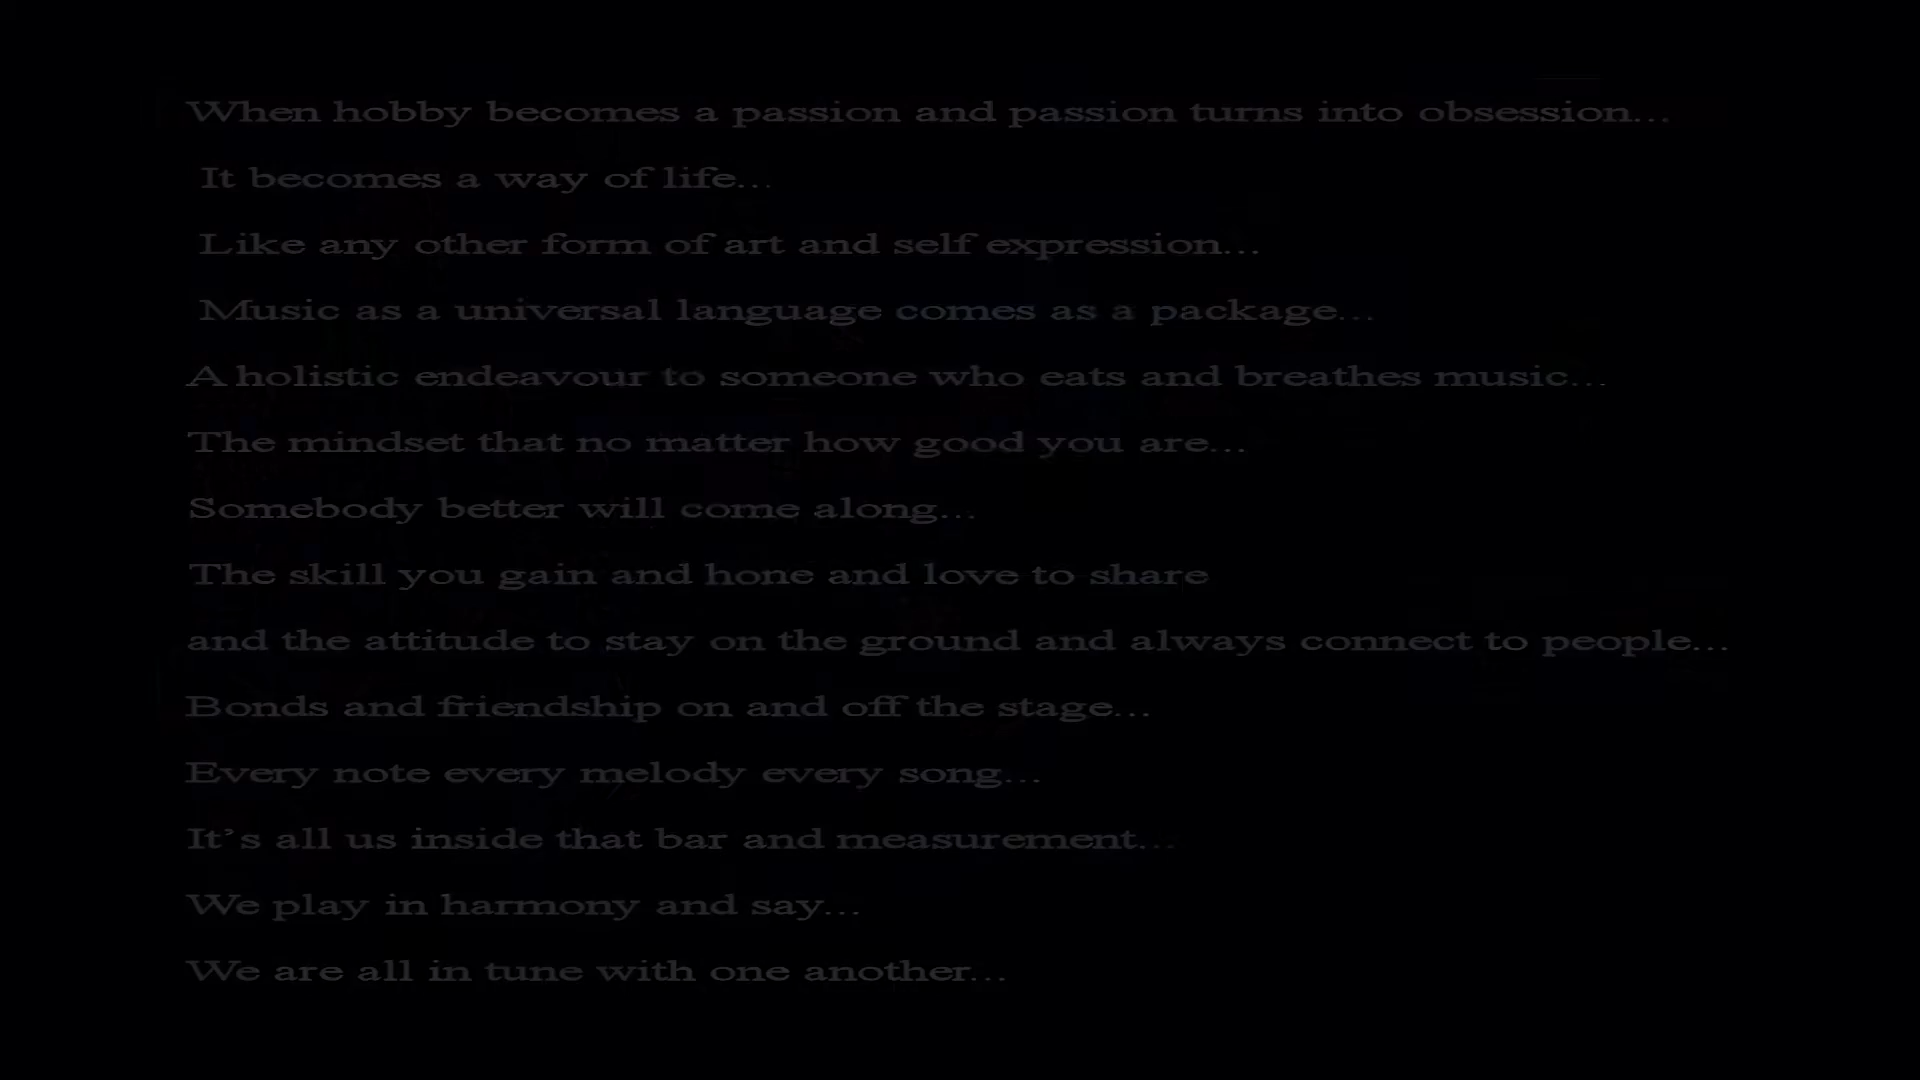 When hobby becomes a passion and passion turns into obsession...
It becomes a way of life...
Like any other form of art and self expression...
Music as a universal language comes as a package...
A holistic endeavour to someone who eats and breathes music...
The mindset that no matter how good you are...
Somebody better will come along...
The skill you gain and hone and love to share
and the attitude to stay on the ground and always connect to people...
Bonds and friendship on and off the stage...
Every note every melody every song...
It’s all us inside that bar and measurement...
We play in harmony and say...
We are all in tune with one another...